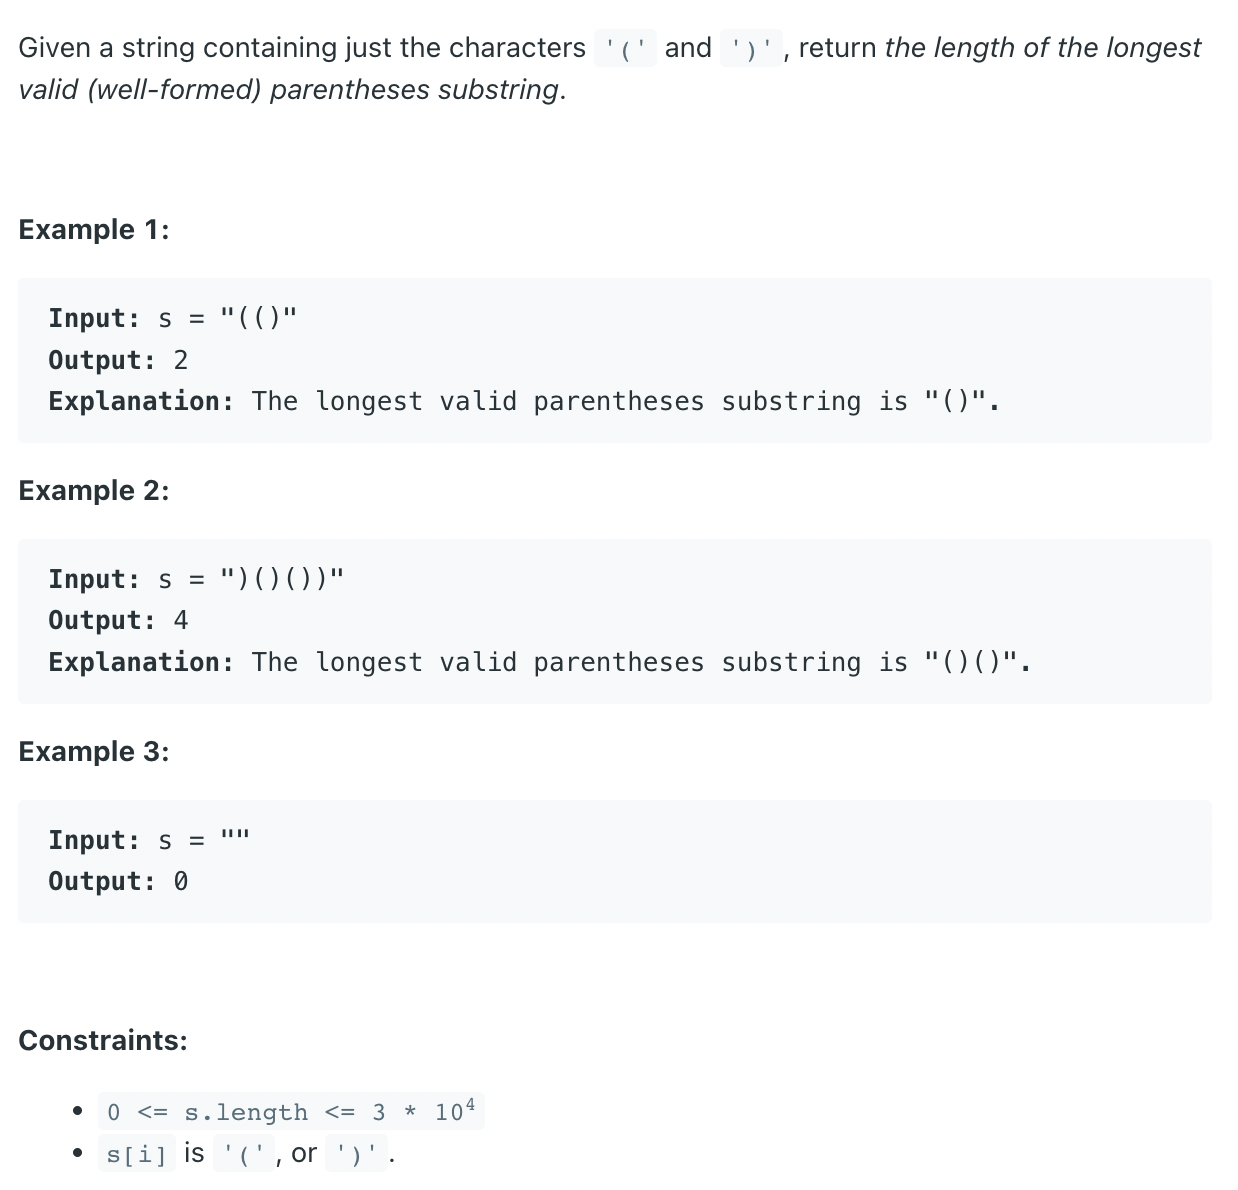 Given a string containing just the characters '(' and ')', return the length of the longest
valid (well-formed) parentheses substring.
Example 1:
Input: s = "(()"
Output: 2
Explanation: The longest valid parentheses substring is "()".
Example 2:
Input: s = ")()())"
Output: 4
Explanation: The longest valid parentheses substring is "()()".
Example 3:
Input: s = ""
Output: 0
Constraints:
• 0 <= s.length <= 3 * 10⁴
• s[i] is '(', or ')'.